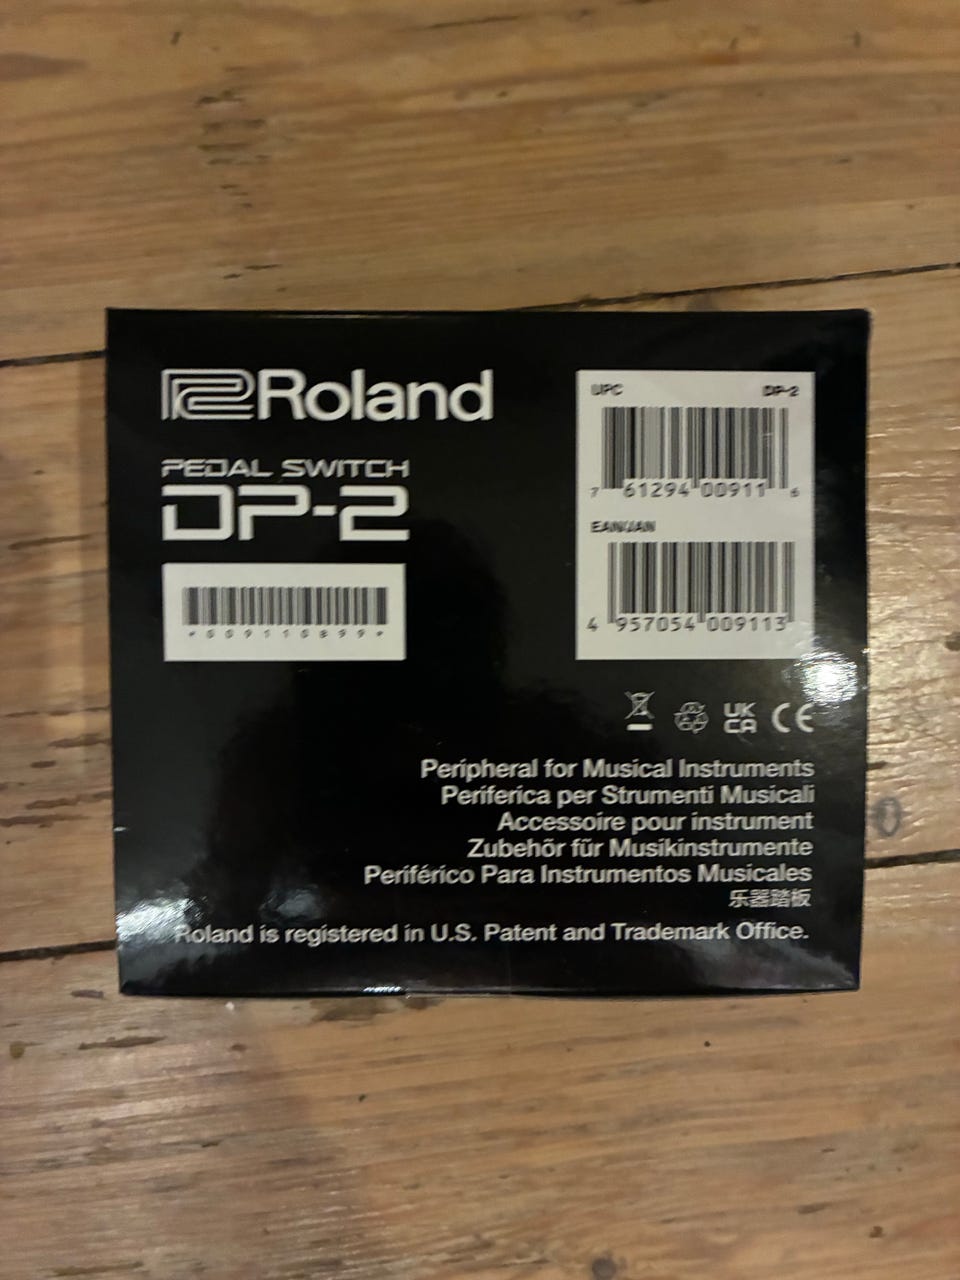 Roland
PEDAL SWITCH
DP-2
*009110899*
UPC DP-2
7 61294 00911 6
EAN/JAN
4 957054 009113
UK
CA
CE
Peripheral for Musical Instruments
Periferica per Strumenti Musicali
Accessoire pour instrument
Zubehör für Musikinstrumente
Periférico Para Instrumentos Musicales
乐器踏板
Roland is registered in U.S. Patent and Trademark Office.